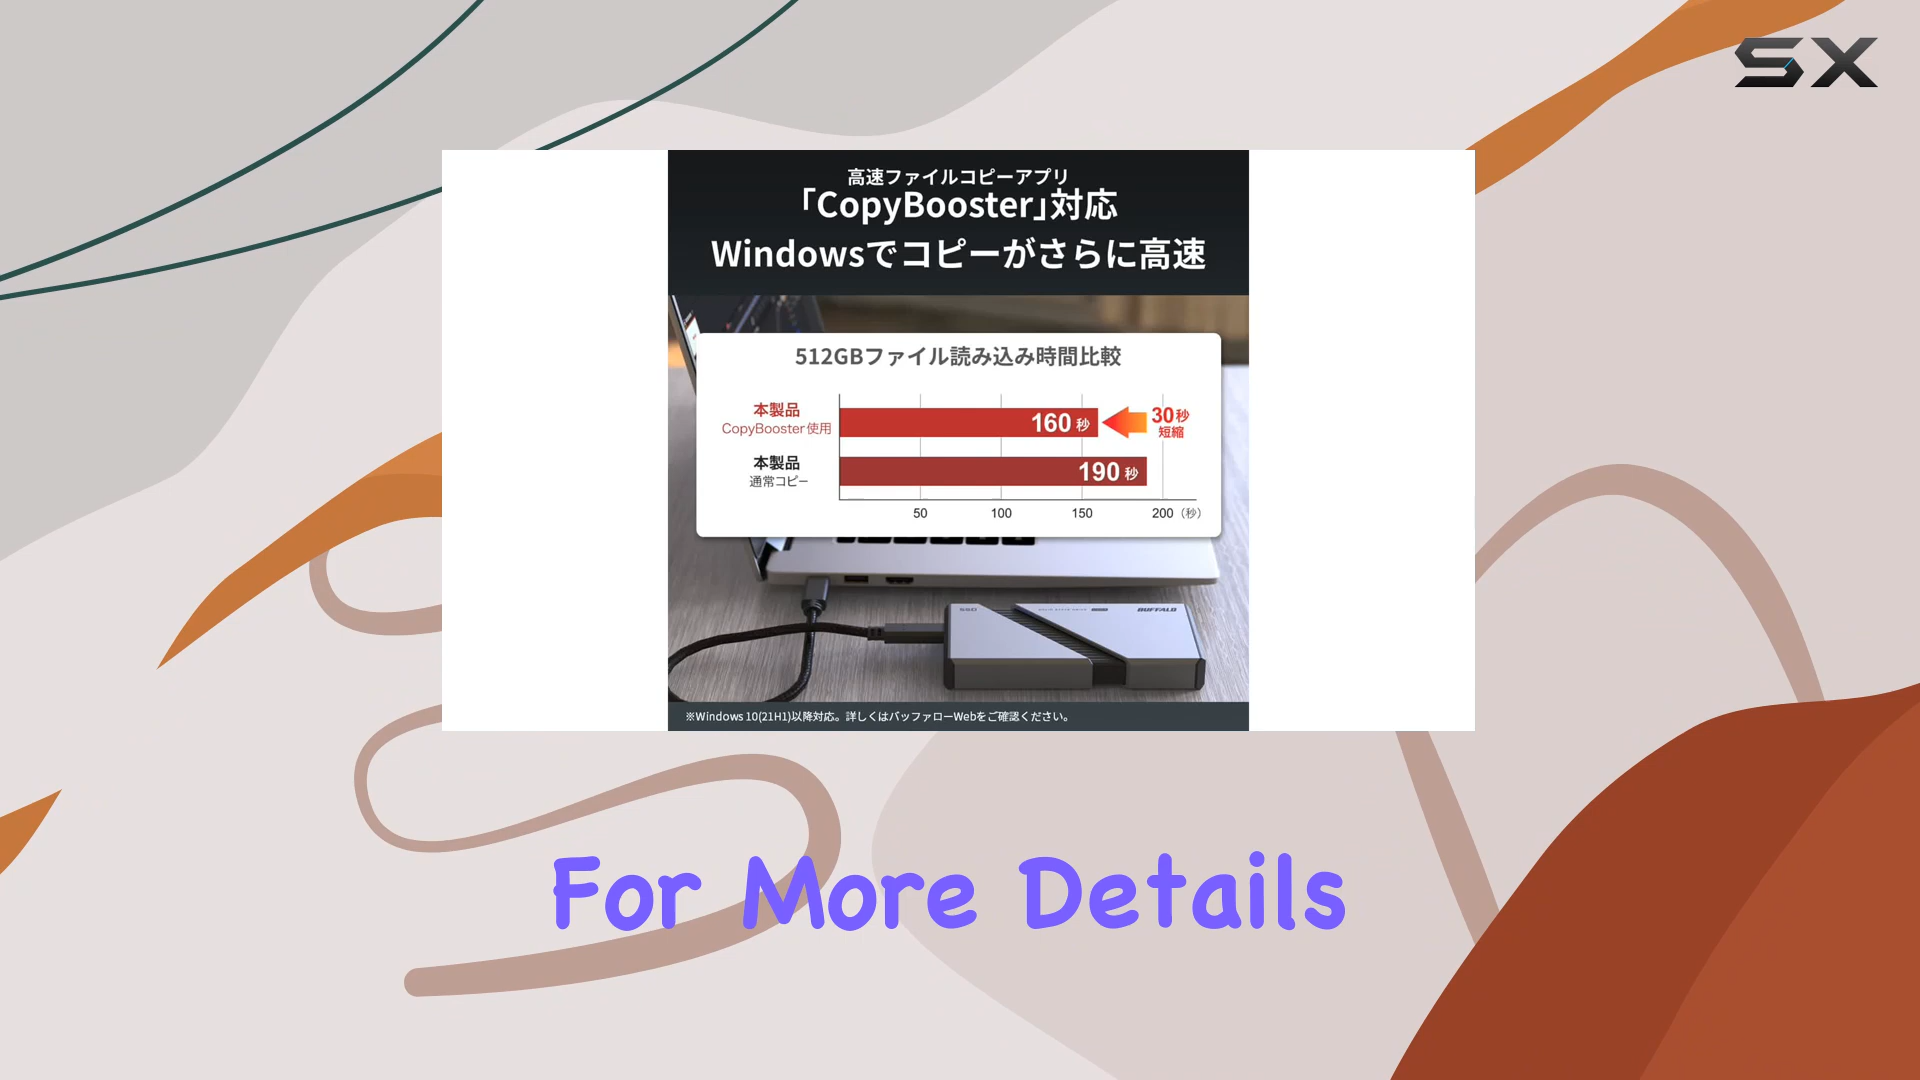 SX
高速ファイルコピーアプリ
「CopyBooster」対応
Windowsでコピーがさらに高速
512GBファイル読み込み時間比較
本製品
CopyBooster使用
160秒
30秒
短縮
本製品
通常コピー
190秒
50 100 150 200（秒）
SSD
BUFFALO
※Windows 10(21H1)以降対応。詳しくはバッファローWebをご確認ください。
For More Details